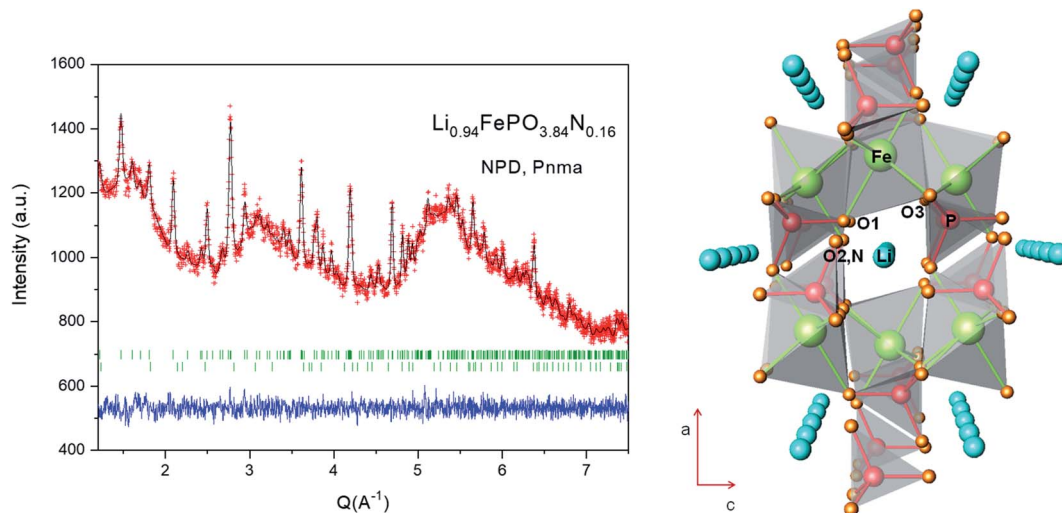 1600
1400
1200
1000
800
600
400
Intensity (a.u.)
2 3 4 5 6 7
Q(A⁻¹)
Li₀.₉₄FePO₃.₈₄N₀.₁₆
NPD, Pnma
Fe
O3
P
O1
O2,N
Li
a
c